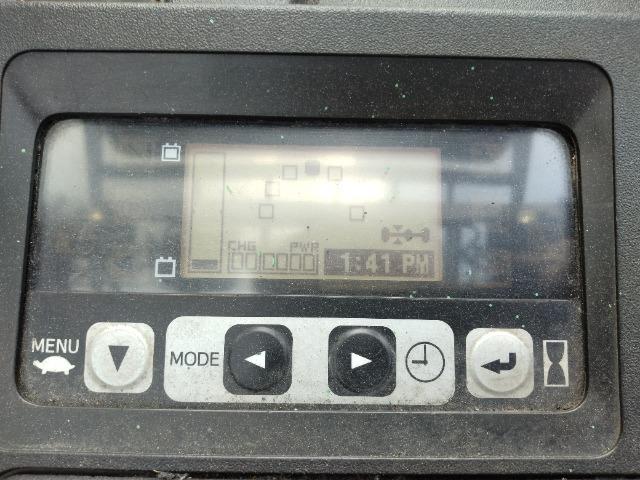 CHG PWR
1:41 PM
MENU
MODE